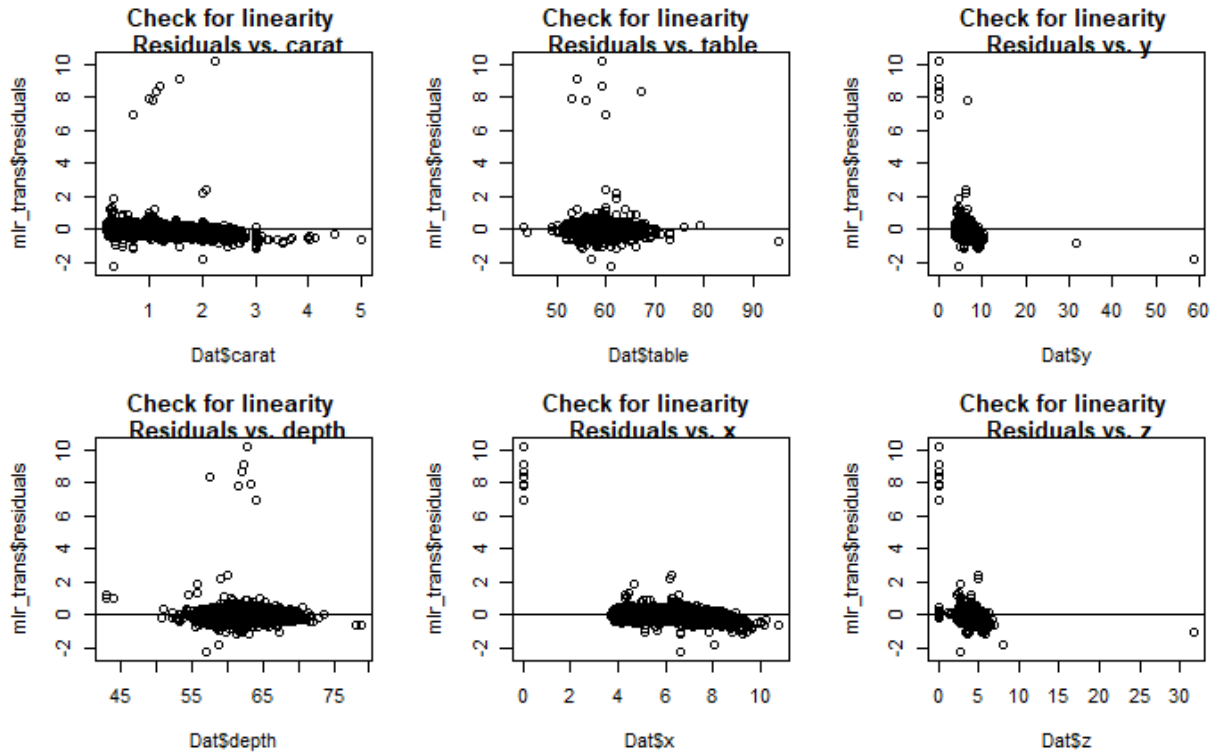 Check for linearity
Residuals vs. carat
mlr_trans$residuals
10
8
6
4
2
0
-2
1 2 3 4 5
Dat$carat
Check for linearity
Residuals vs. table
mlr_trans$residuals
10
8
6
4
2
0
-2
50 60 70 80 90
Dat$table
Check for linearity
Residuals vs. y
mlr_trans$residuals
10
8
6
4
2
0
-2
0 10 20 30 40 50 60
Dat$y
Check for linearity
Residuals vs. depth
mlr_trans$residuals
10
8
6
4
2
0
-2
45 55 65 75
Dat$depth
Check for linearity
Residuals vs. x
mlr_trans$residuals
10
8
6
4
2
0
-2
0 2 4 6 8 10
Dat$x
Check for linearity
Residuals vs. z
mlr_trans$residuals
10
8
6
4
2
0
-2
0 5 10 15 20 25 30
Dat$z